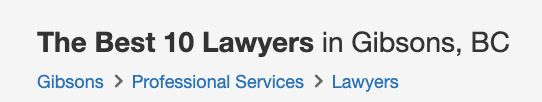 The Best 10 Lawyers in Gibsons, BC
Gibsons > Professional Services > Lawyers